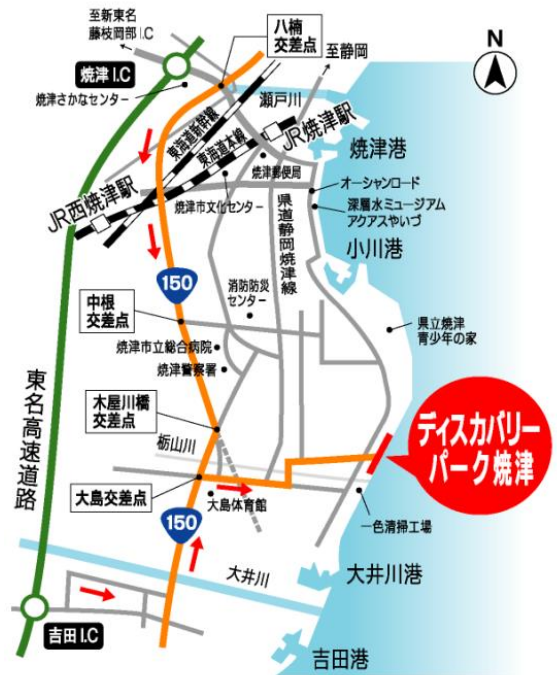 至新東名
藤枝岡部I.C
八楠
交差点
至静岡
N
焼津I.C
焼津さかなセンター
瀬戸川
東海道新幹線
東海道本線
JR焼津駅
焼津港
焼津郵便局
JR西焼津駅
焼津市文化センター
県道静岡焼津線
オーシャンロード
深層水ミュージアム
アクアスやいづ
小川港
150
消防防災
センター
中根
交差点
県立焼津
青少年の家
焼津市立総合病院
焼津警察署
東名高速道路
木屋川橋
交差点
栃山川
ディスカバリー
パーク焼津
大島交差点
大島体育館
一色清掃工場
150
大井川
大井川港
吉田I.C
吉田港